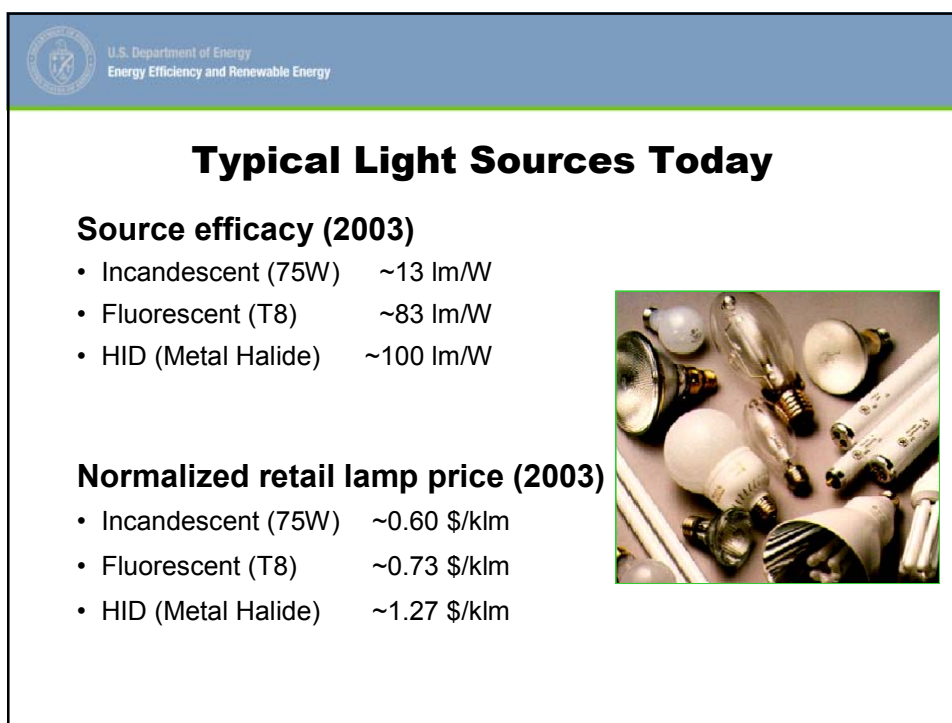 U.S. Department of Energy
Energy Efficiency and Renewable Energy
Typical Light Sources Today
Source efficacy (2003)
• Incandescent (75W) ~13 lm/W
• Fluorescent (T8) ~83 lm/W
• HID (Metal Halide) ~100 lm/W
Normalized retail lamp price (2003)
• Incandescent (75W) ~0.60 $/klm
• Fluorescent (T8) ~0.73 $/klm
• HID (Metal Halide) ~1.27 $/klm